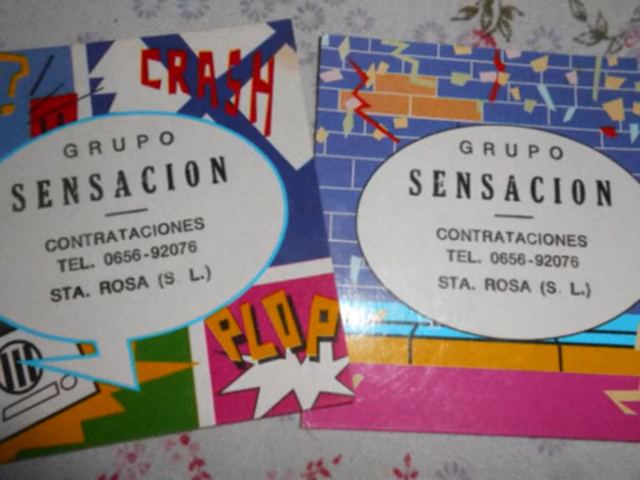 ?
CRASH
GRUPO
SENSACION
CONTRATACIONES
TEL. 0656-92076
STA. ROSA (S L.)
PLOP
GRUPO
SENSACION
CONTRATACIONES
TEL. 0656-92076
STA. ROSA (S L.)